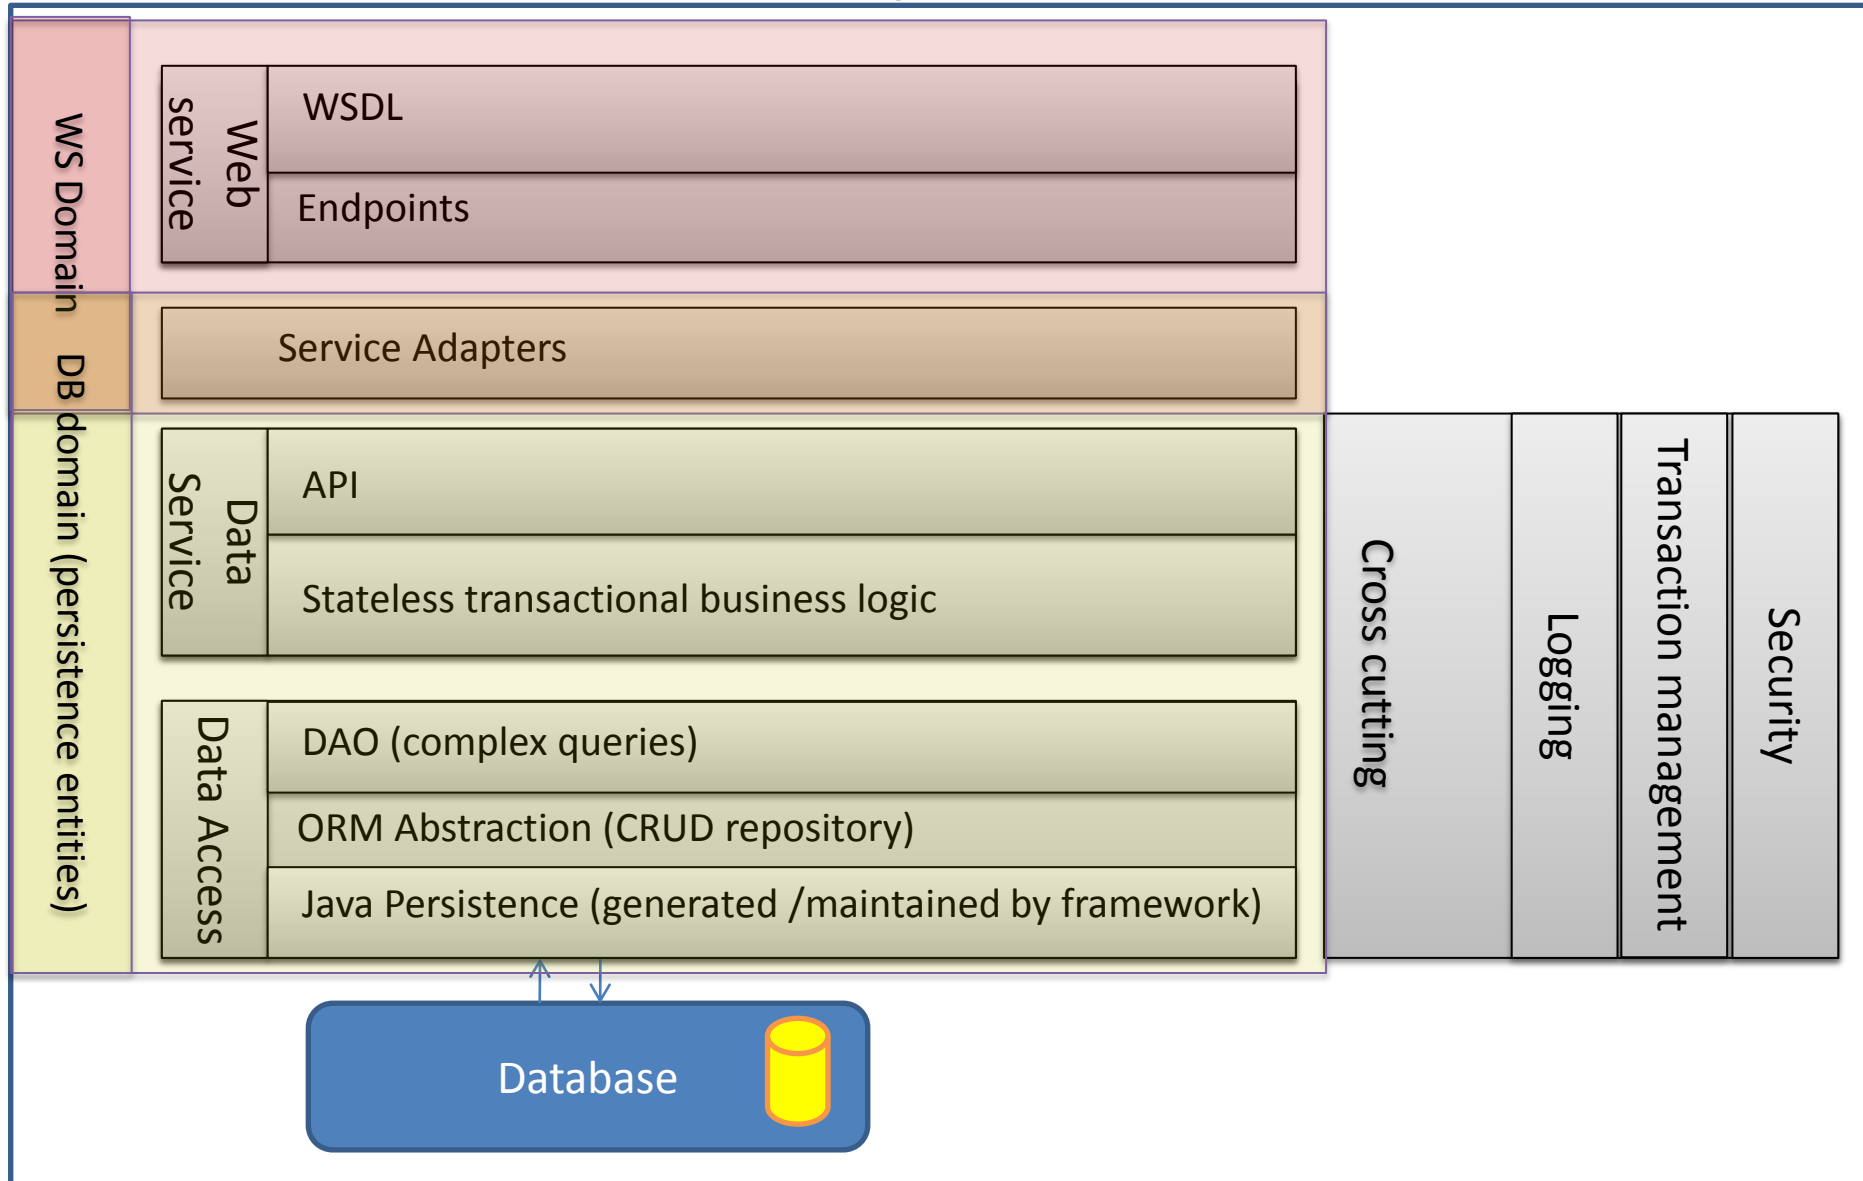 WS Domain
Web
service
WSDL
Endpoints
Service Adapters
DB domain (persistence entities)
Data
Service
API
Stateless transactional business logic
Data Access
DAO (complex queries)
ORM Abstraction (CRUD repository)
Java Persistence (generated /maintained by framework)
Cross cutting
Logging
Transaction management
Security
Database